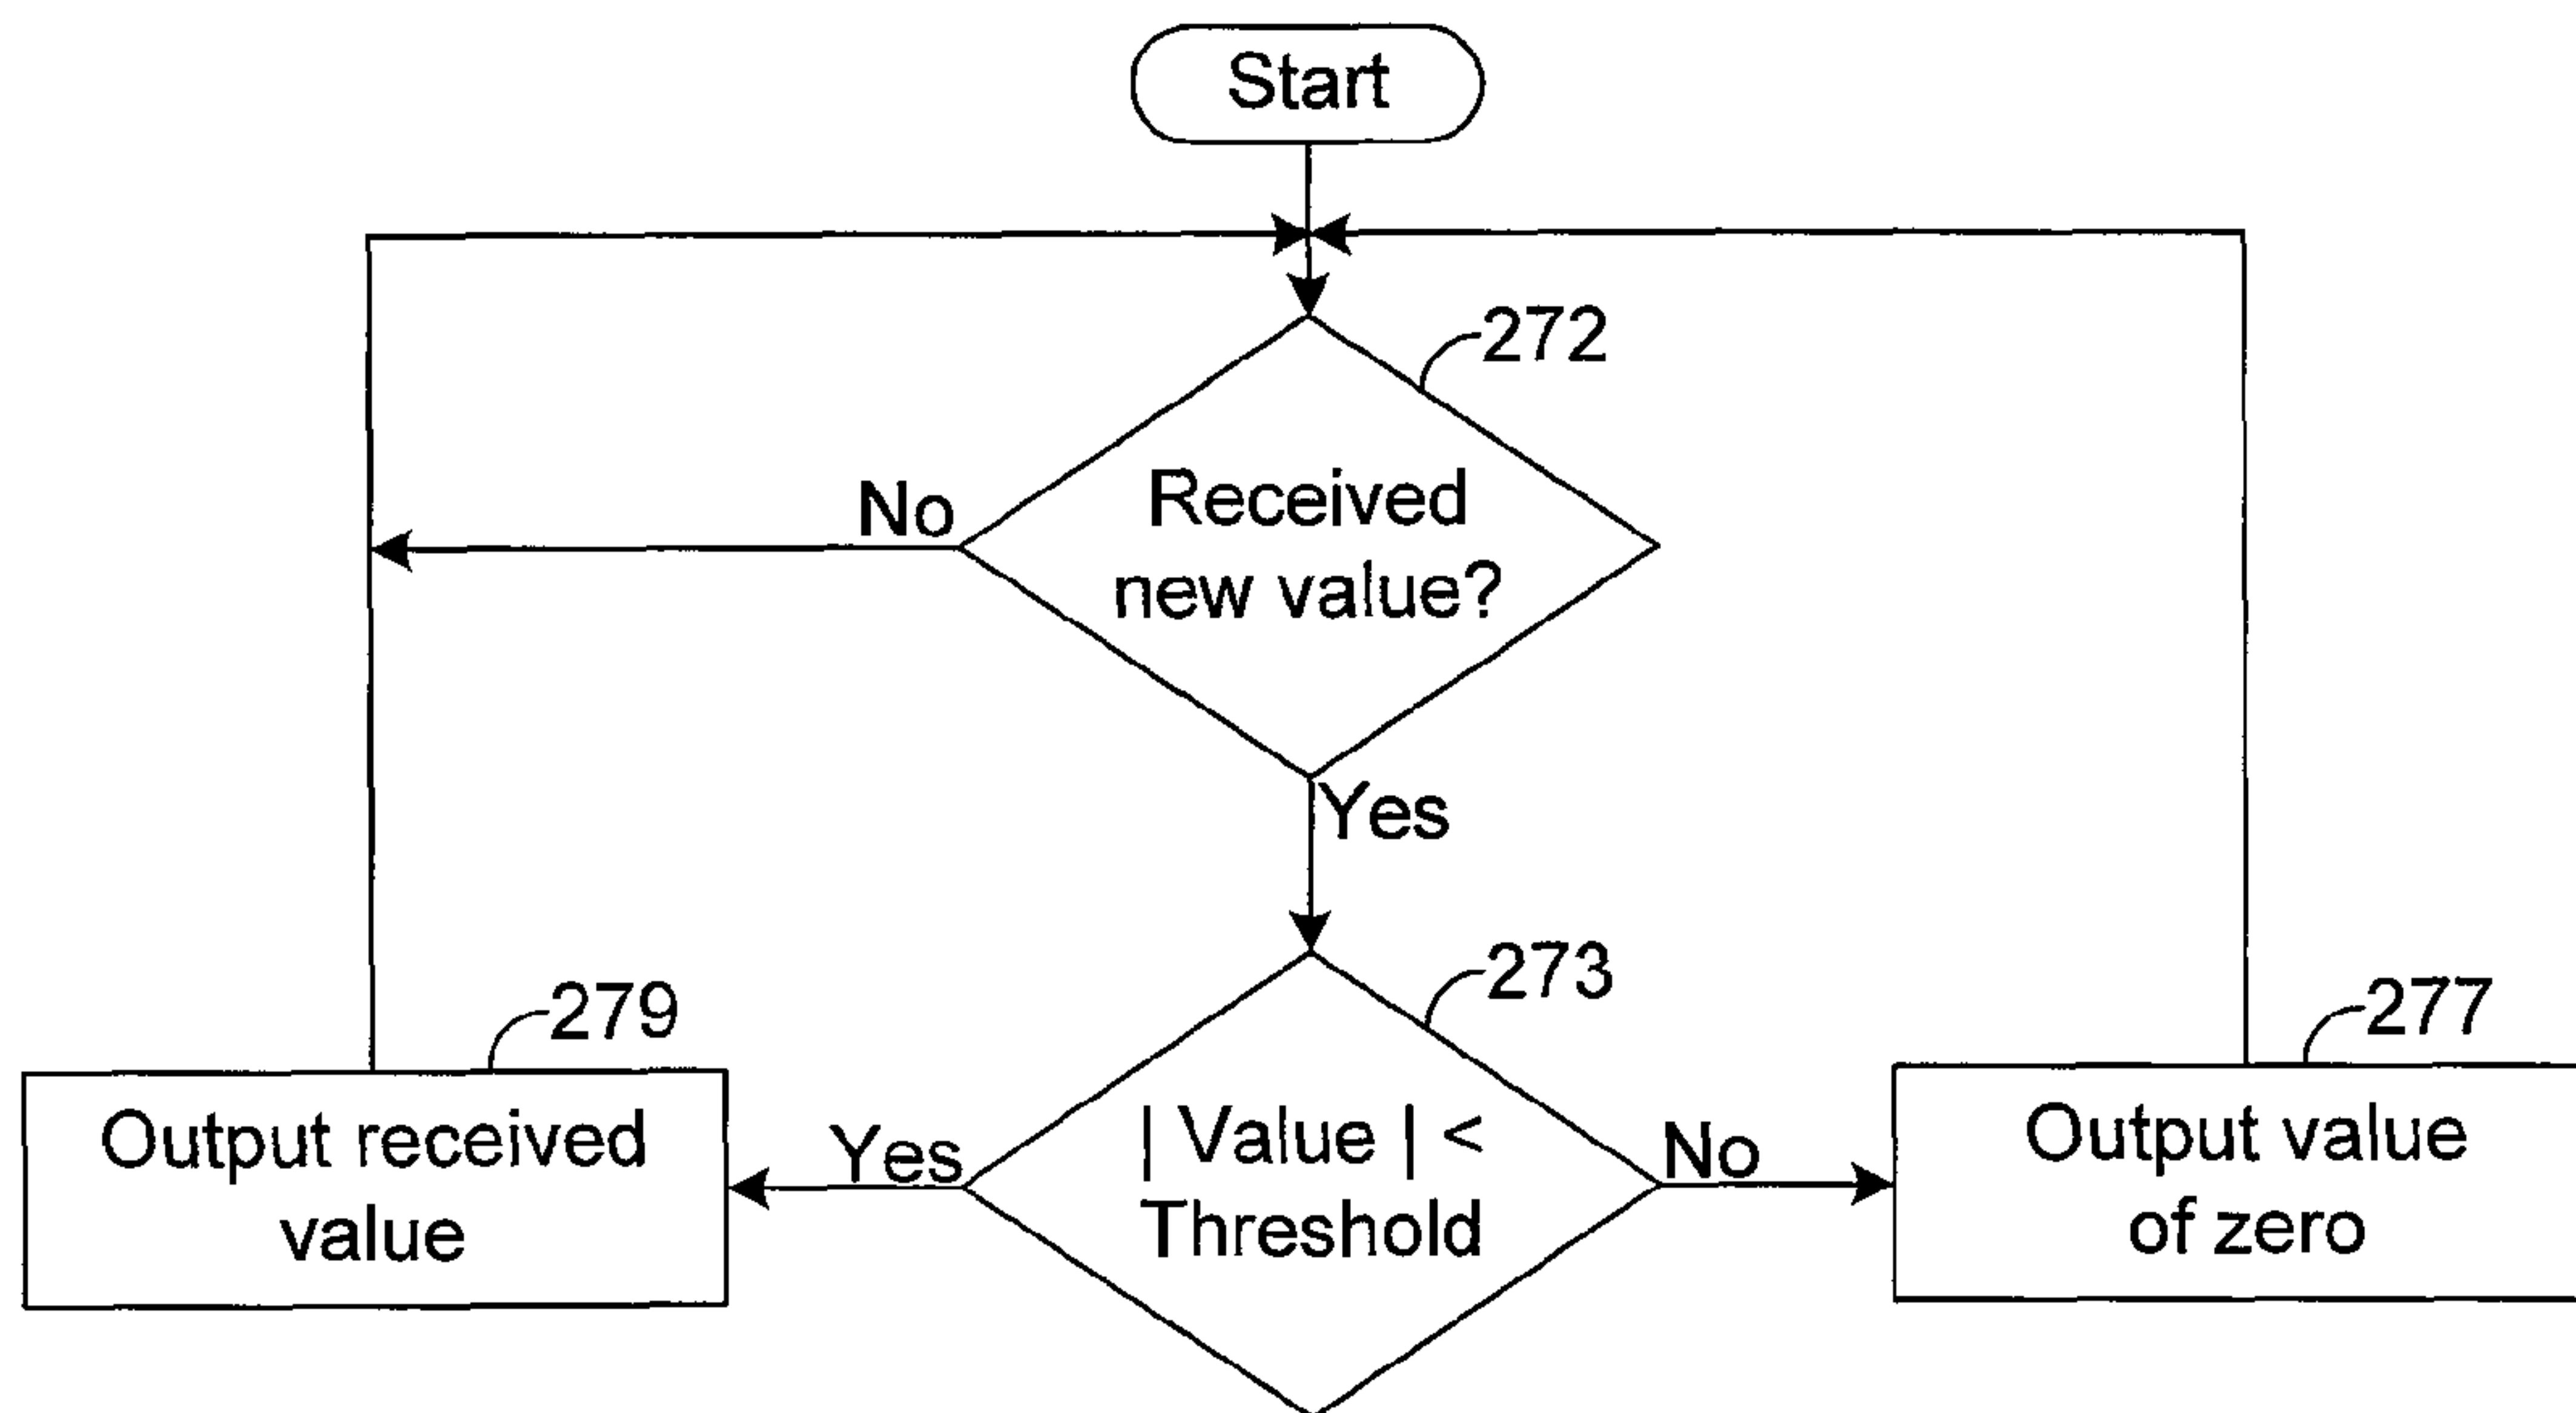 Start
272
Received
new value?
No
Yes
273
279
277
| Value | <
Threshold
Yes
No
Output received
value
Output value
of zero